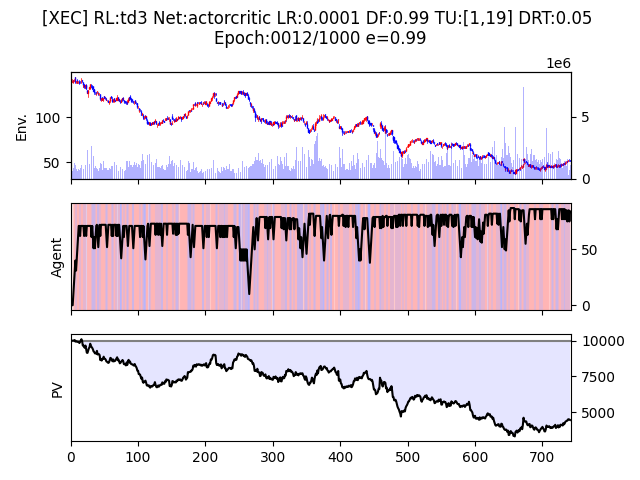 [XEC] RL:td3 Net:actorcritic LR:0.0001 DF:0.99 TU:[1,19] DRT:0.05
Epoch:0012/1000 e=0.99
1e6
Env.
100
50
5
0
Agent
50
0
PV
10000
7500
5000
0 100 200 300 400 500 600 700